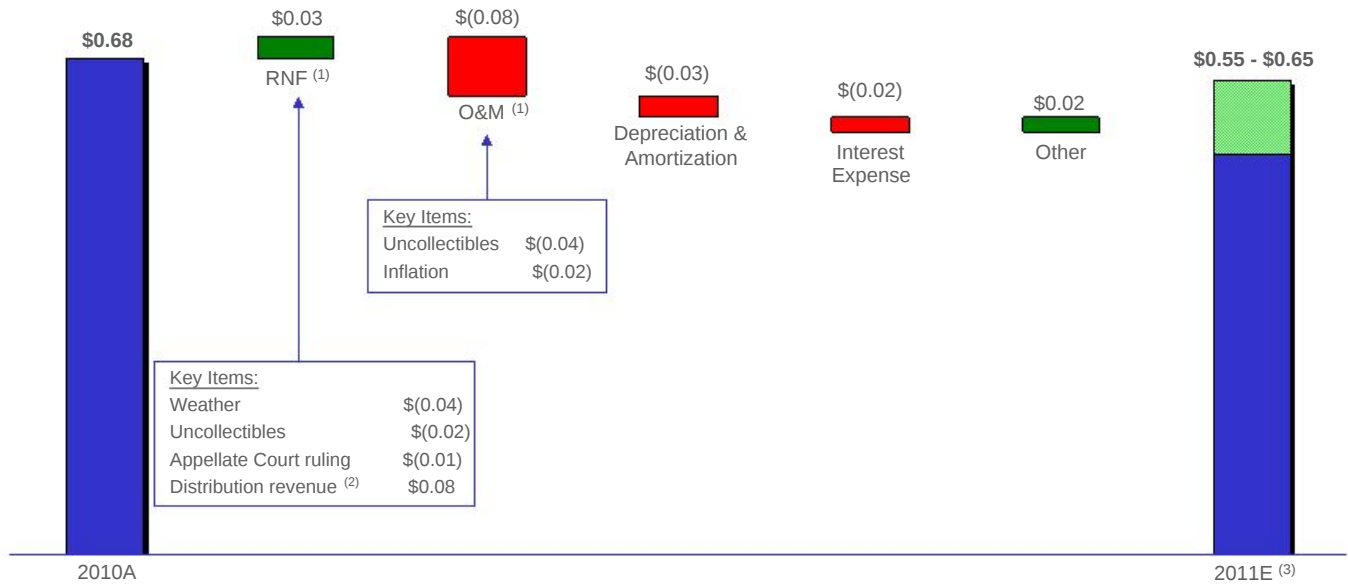 $0.03
$(0.08)
$0.68
RNF (1)
O&M (1)
$(0.03)
Depreciation &
Amortization
$(0.02)
Interest
Expense
$0.02
Other
$0.55 - $0.65
Key Items:
Uncollectibles $(0.04)
Inflation $(0.02)
Key Items:
Weather $(0.04)
Uncollectibles $(0.02)
Appellate Court ruling $(0.01)
Distribution revenue (2) $0.08
2010A
2011E (3)